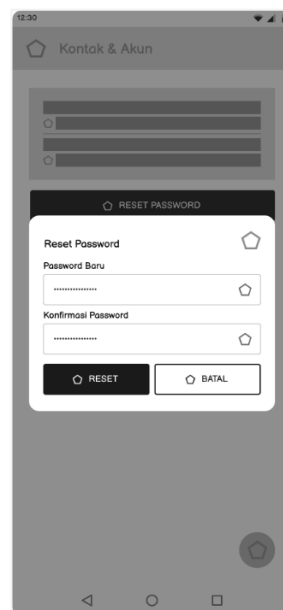 12:30
Kontak & Akun
RESET PASSWORD
Reset Password
Password Baru
Konfirmasi Password
RESET
BATAL